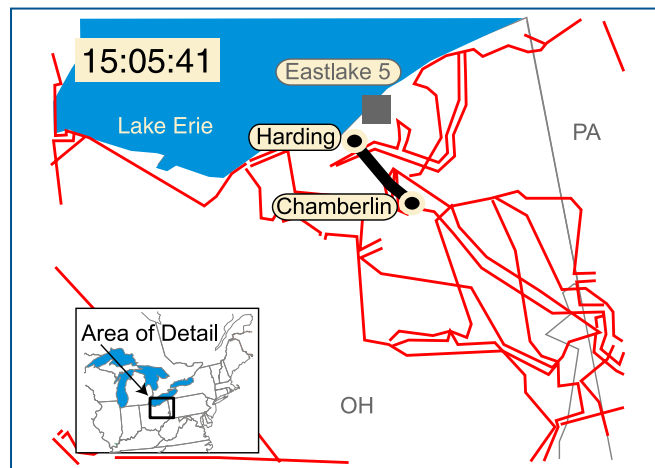 15:05:41
Eastlake 5
Lake Erie
Harding
PA
Chamberlin
Area of Detail
OH